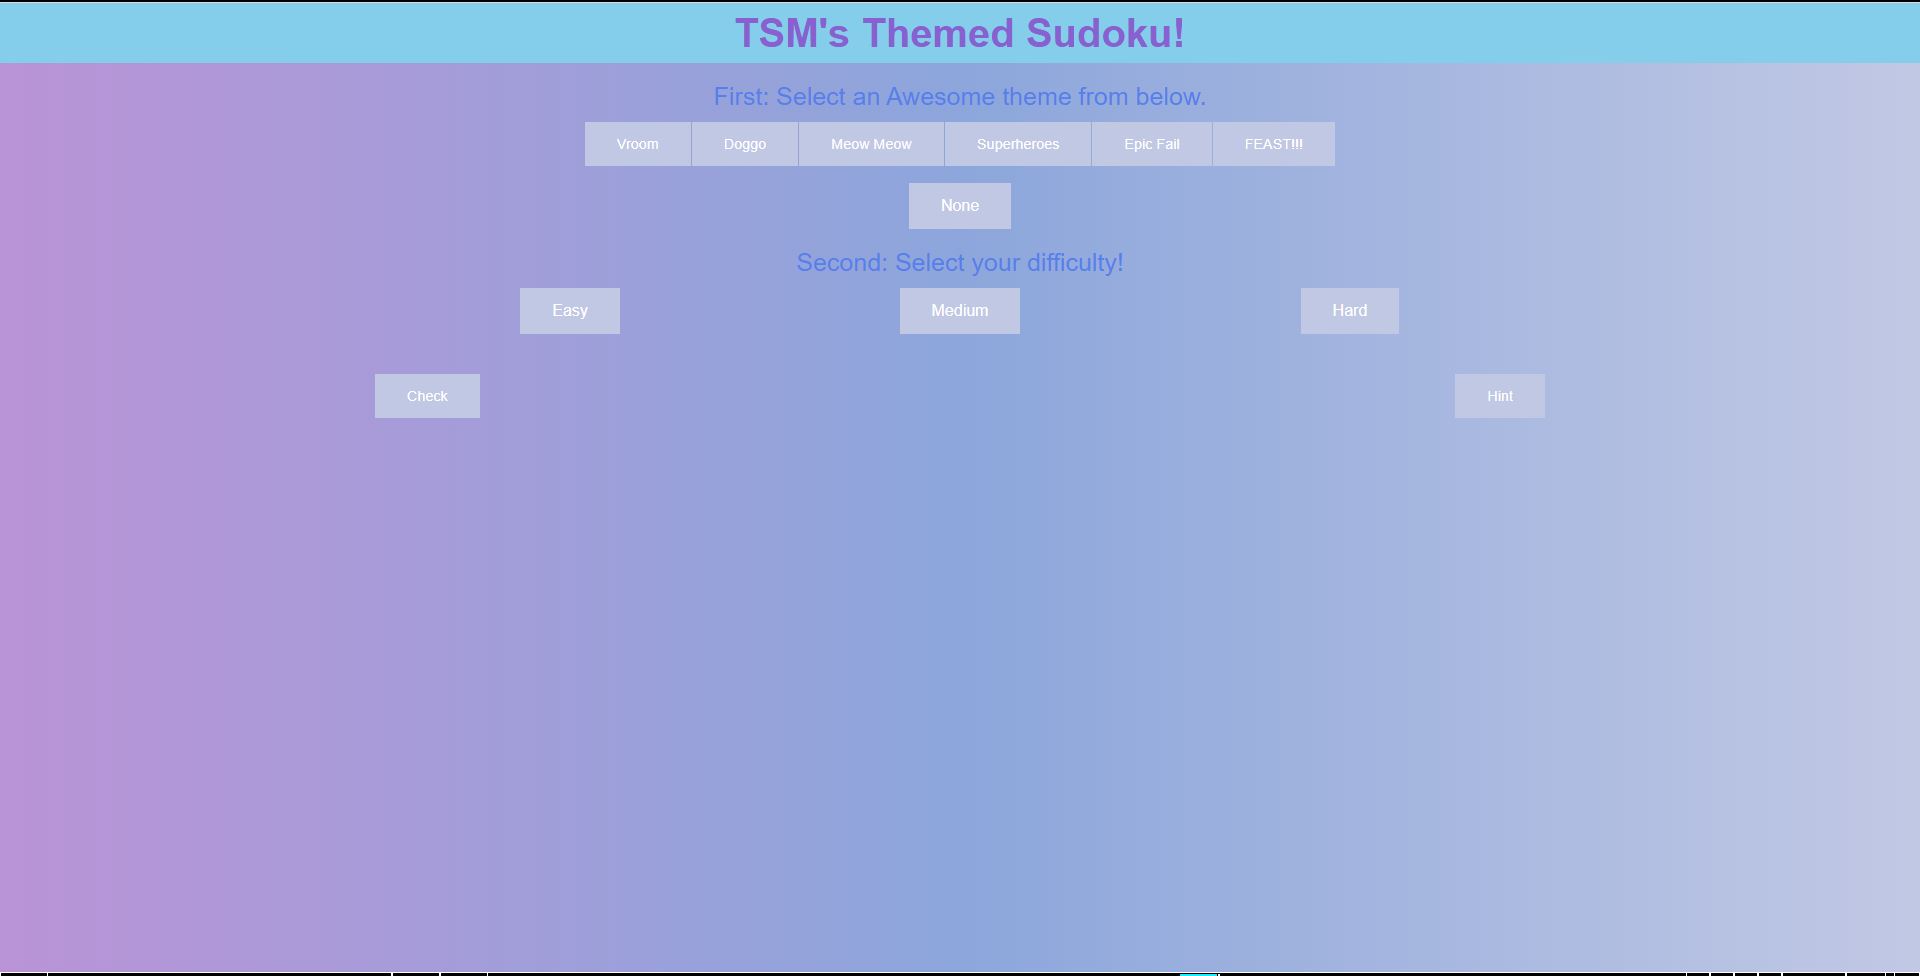 TSM's Themed Sudoku!
First: Select an Awesome theme from below.
Vroom Doggo Meow Meow Superheroes Epic Fail FEAST!!!
None
Second: Select your difficulty!
Easy Medium Hard
Check Hint